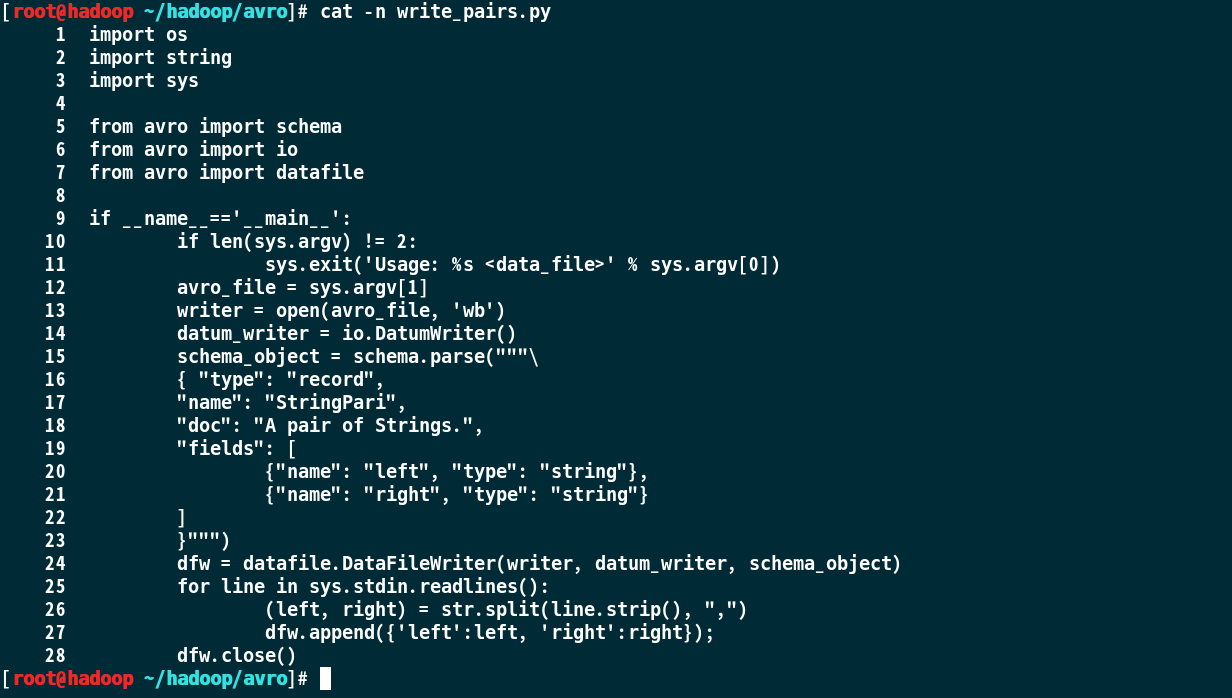 [root@hadoop ~/hadoop/avro]# cat -n write_pairs.py
     1  import os
     2  import string
     3  import sys
     4
     5  from avro import schema
     6  from avro import io
     7  from avro import datafile
     8
     9  if __name__=='__main__':
    10          if len(sys.argv) != 2:
    11                  sys.exit('Usage: %s <data_file>' % sys.argv[0])
    12          avro_file = sys.argv[1]
    13          writer = open(avro_file, 'wb')
    14          datum_writer = io.DatumWriter()
    15          schema_object = schema.parse("""\
    16          { "type": "record",
    17          "name": "StringPari",
    18          "doc": "A pair of Strings.",
    19          "fields": [
    20                  {"name": "left", "type": "string"},
    21                  {"name": "right", "type": "string"}
    22          ]
    23          }""")
    24          dfw = datafile.DataFileWriter(writer, datum_writer, schema_object)
    25          for line in sys.stdin.readlines():
    26                  (left, right) = str.split(line.strip(), ",")
    27                  dfw.append({'left':left, 'right':right});
    28          dfw.close()
[root@hadoop ~/hadoop/avro]#